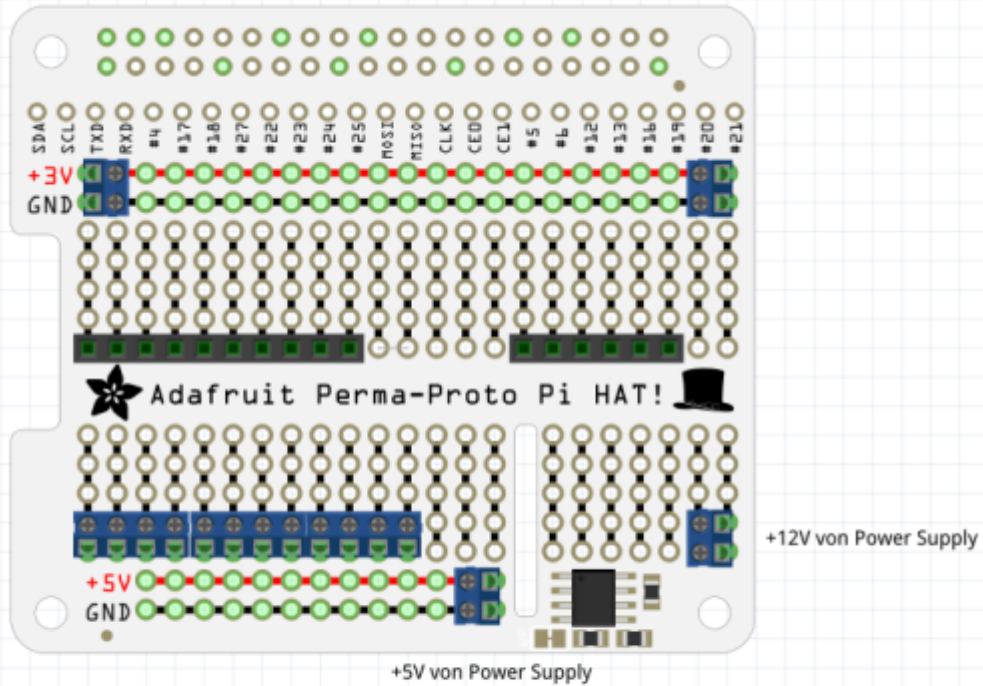 SDA SCL TXD RXD #4 #17 #18 #27 #22 #23 #24 #25 MOSI MISO CLK CE0 CE1 #5 #6 #12 #13 #16 #19 #20 #21
+3V
GND
Adafruit Perma-Proto Pi HAT!
+12V von Power Supply
+5V
GND
+5V von Power Supply